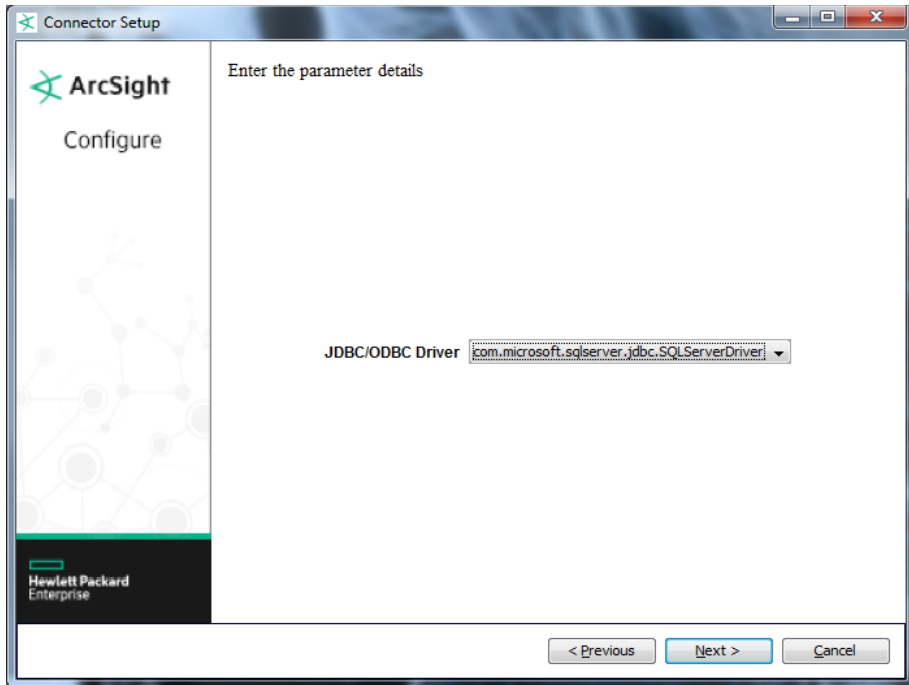 Connector Setup
ArcSight
Configure
Enter the parameter details
JDBC/ODBC Driver com.microsoft.sqlserver.jdbc.SQLServerDriver
Hewlett Packard
Enterprise
< Previous Next > Cancel